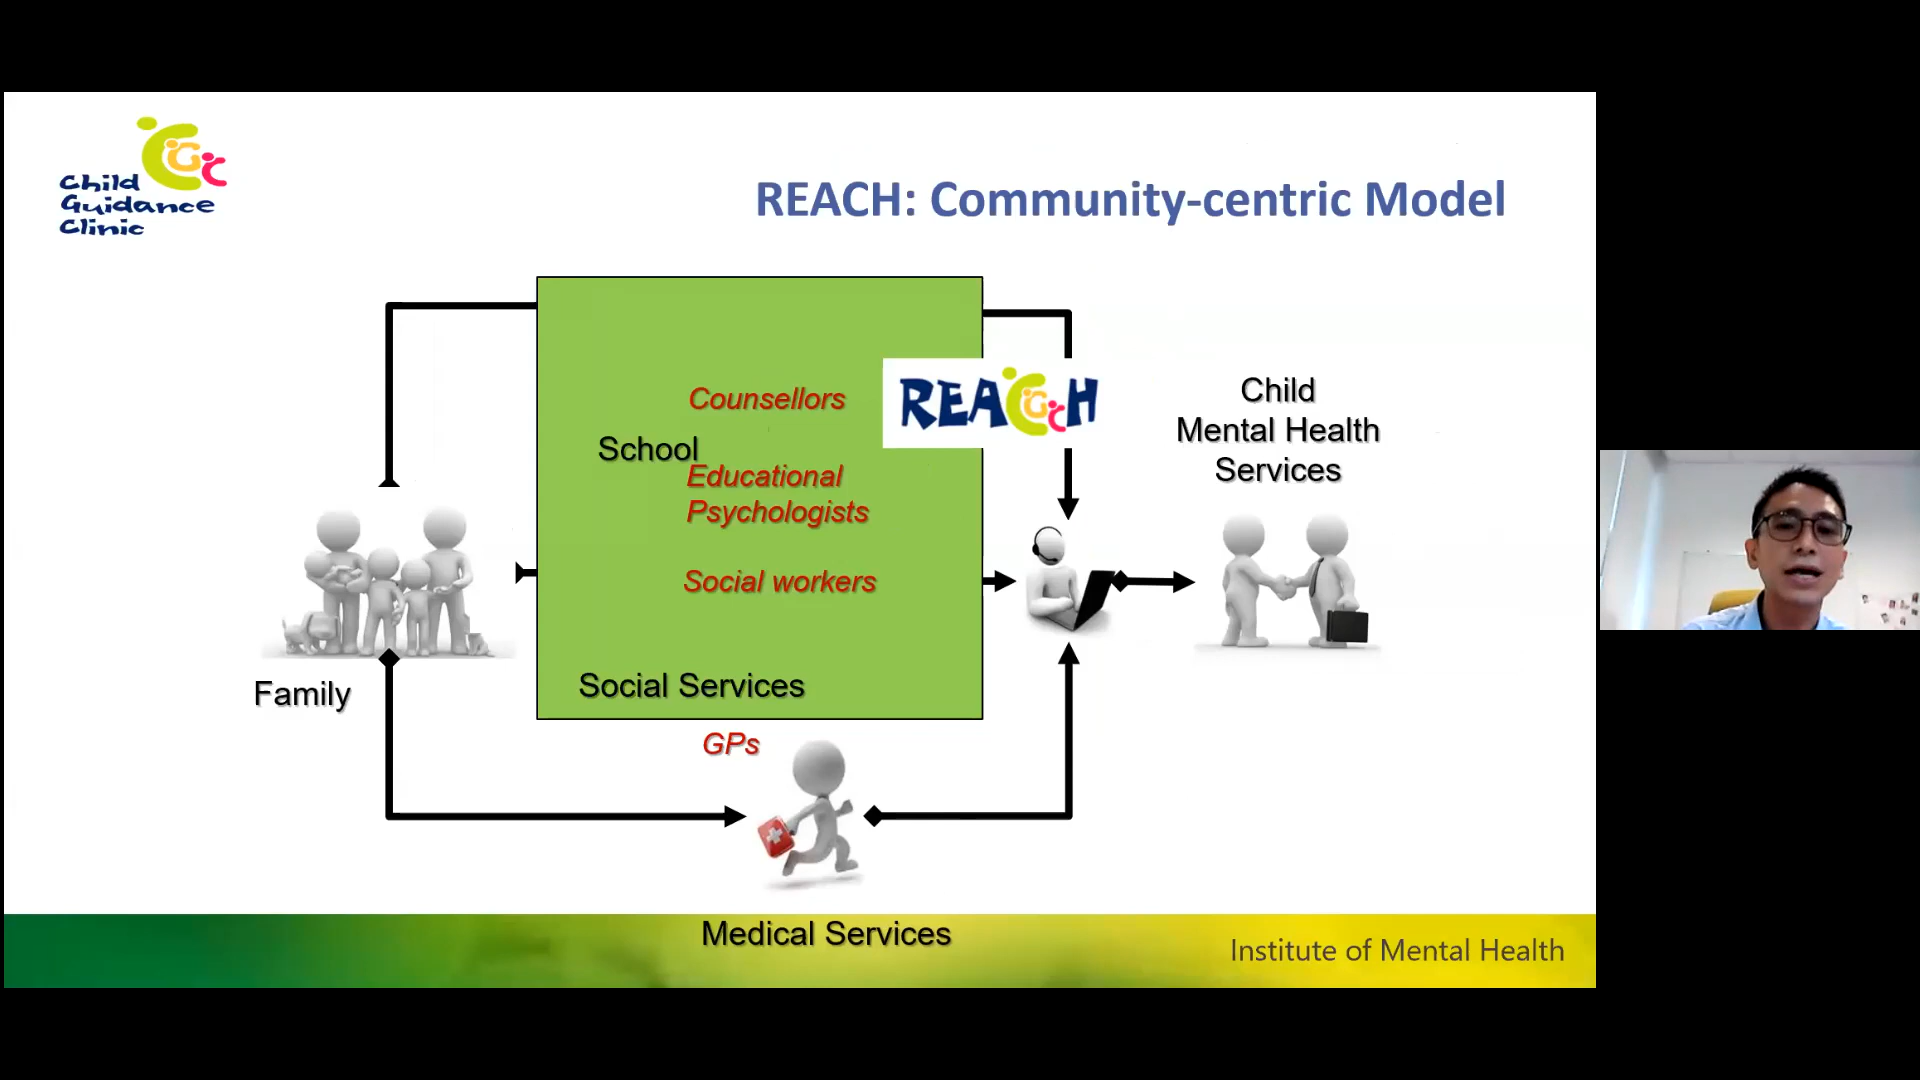 Child
Guidance
Clinic
REACH: Community-centric Model
Counsellors
School
Educational
Psychologists
Social workers
Social Services
REACH
Child
Mental Health
Services
Family
GPs
Medical Services
Institute of Mental Health